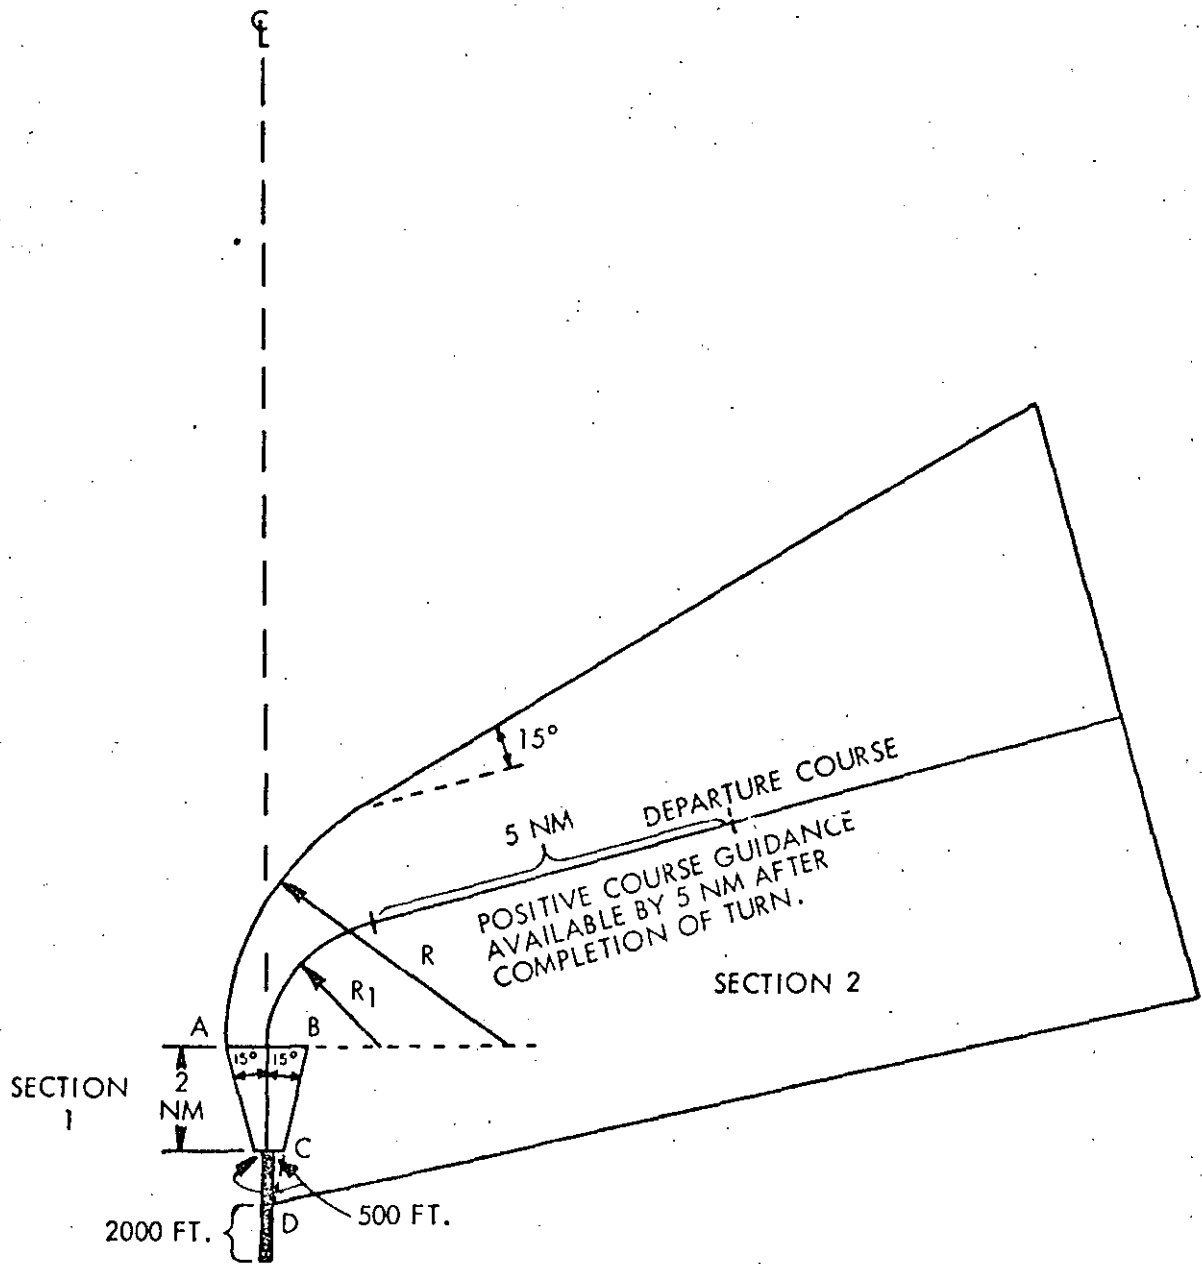 ℄
15°
5 NM
DEPARTURE COURSE
POSITIVE COURSE GUIDANCE
AVAILABLE BY 5 NM AFTER
COMPLETION OF TURN.
R
R1
SECTION 2
A
B
15°
15°
SECTION
1
2
NM
C
D
500 FT.
2000 FT.